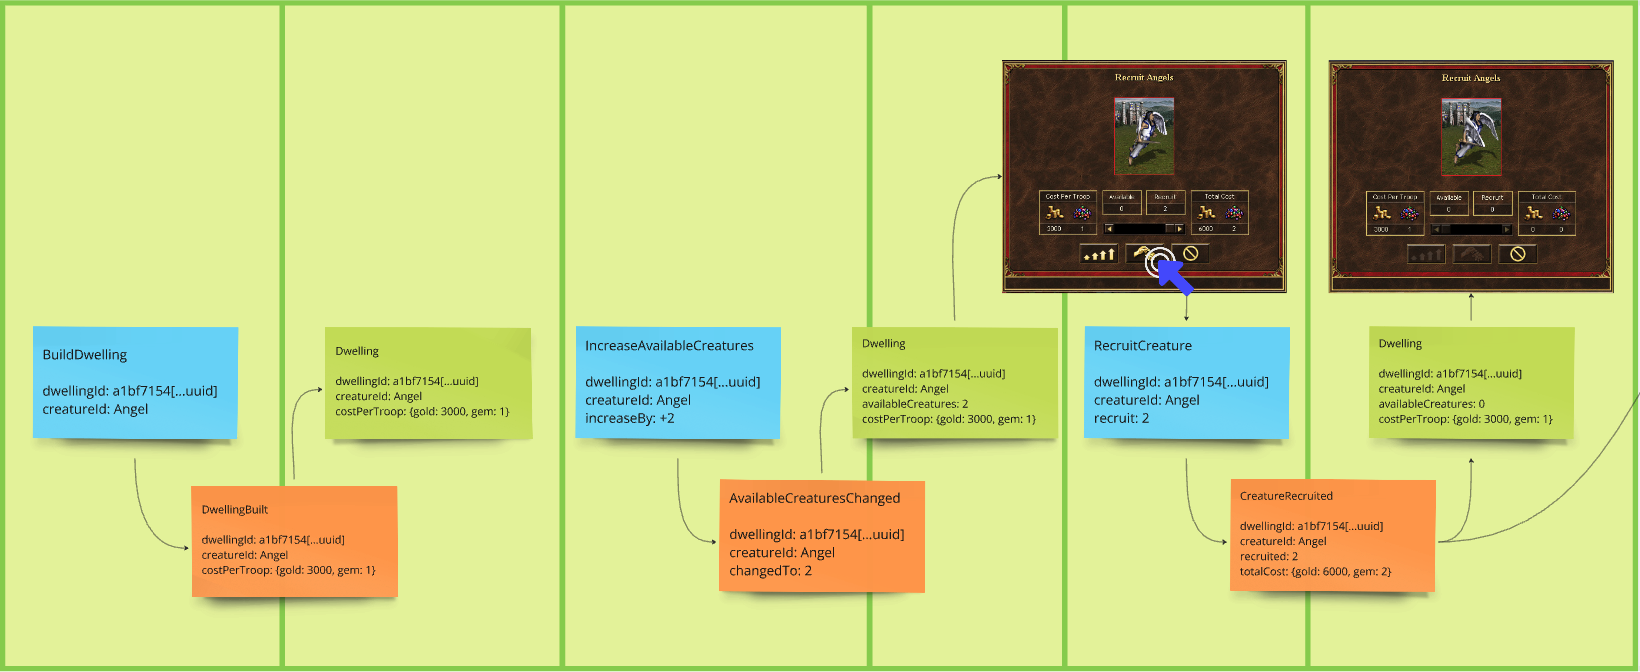 BuildDwelling
dwellingId: a1bf7154[...uuid]
creatureId: Angel
DwellingBuilt
dwellingId: a1bf7154[...uuid]
creatureId: Angel
costPerTroop: {gold: 3000, gem: 1}
Dwelling
dwellingId: a1bf7154[...uuid]
creatureId: Angel
costPerTroop: {gold: 3000, gem: 1}
IncreaseAvailableCreatures
dwellingId: a1bf7154[...uuid]
creatureId: Angel
increaseBy: +2
AvailableCreaturesChanged
dwellingId: a1bf7154[...uuid]
creatureId: Angel
changedTo: 2
Dwelling
dwellingId: a1bf7154[...uuid]
creatureId: Angel
availableCreatures: 2
costPerTroop: {gold: 3000, gem: 1}
Recruit Angels
Cost Per Troop
Available
Recruit
Total Cost
0
2
3000 1
6000 2
RecruitCreature
dwellingId: a1bf7154[...uuid]
creatureId: Angel
recruit: 2
CreatureRecruited
dwellingId: a1bf7154[...uuid]
creatureId: Angel
recruited: 2
totalCost: {gold: 6000, gem: 2}
Recruit Angels
Cost Per Troop
Available
Recruit
Total Cost
0
0
3000 1
0 0
Dwelling
dwellingId: a1bf7154[...uuid]
creatureId: Angel
availableCreatures: 0
costPerTroop: {gold: 3000, gem: 1}